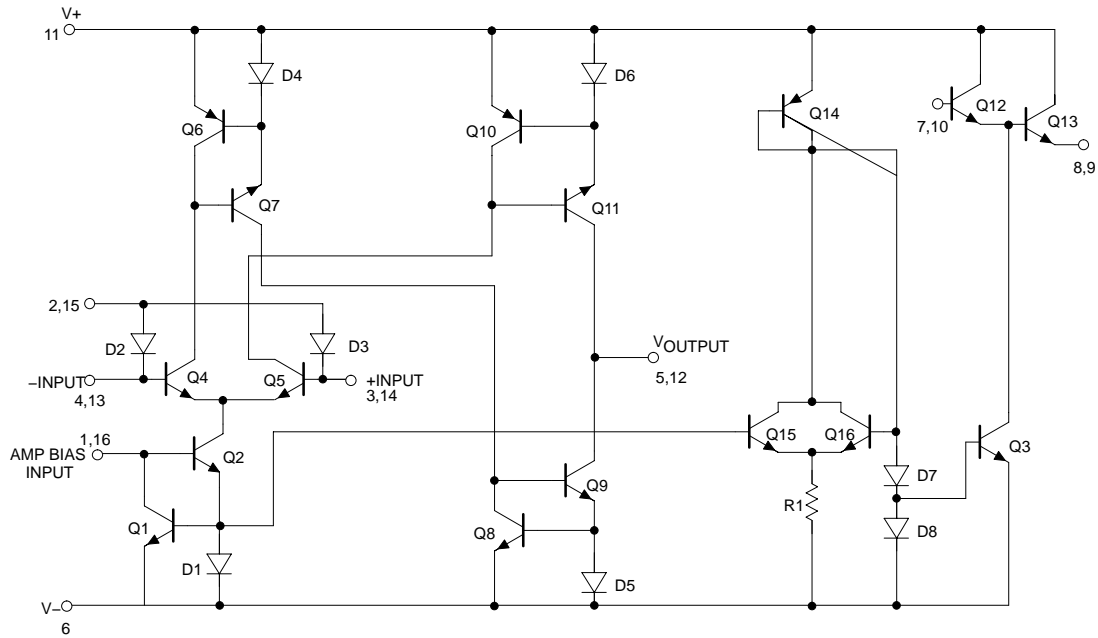 V+
11
D4
D6
Q6
Q10
Q14
Q12
7,10
Q13
8,9
Q7
Q11
2,15
D2
D3
VOUTPUT
5,12
–INPUT
4,13
Q4
Q5
+INPUT
3,14
1,16
AMP BIAS
INPUT
Q2
Q15
Q16
Q3
D7
Q9
R1
Q1
Q8
D8
D1
D5
V–
6